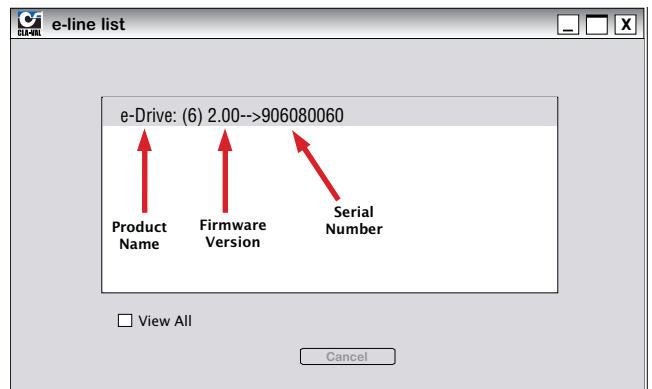 CLA-VAL e-line list X
e-Drive: (6) 2.00-->906080060
Product Name
Firmware Version
Serial Number
View All
Cancel